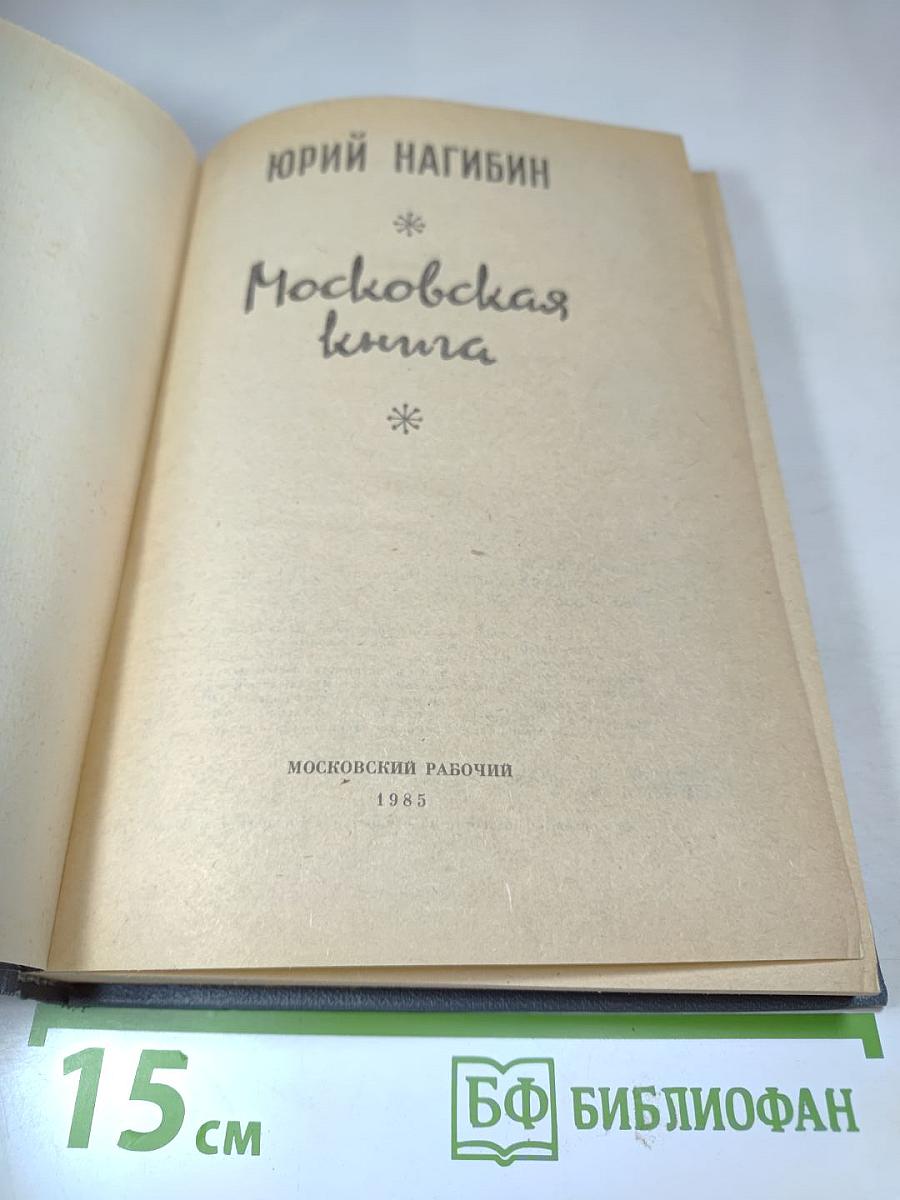 ЮРИЙ НАГИБИН
Московская
книга
МОСКОВСКИЙ РАБОЧИЙ
1985
15 см
БФ БИБЛИОФАН